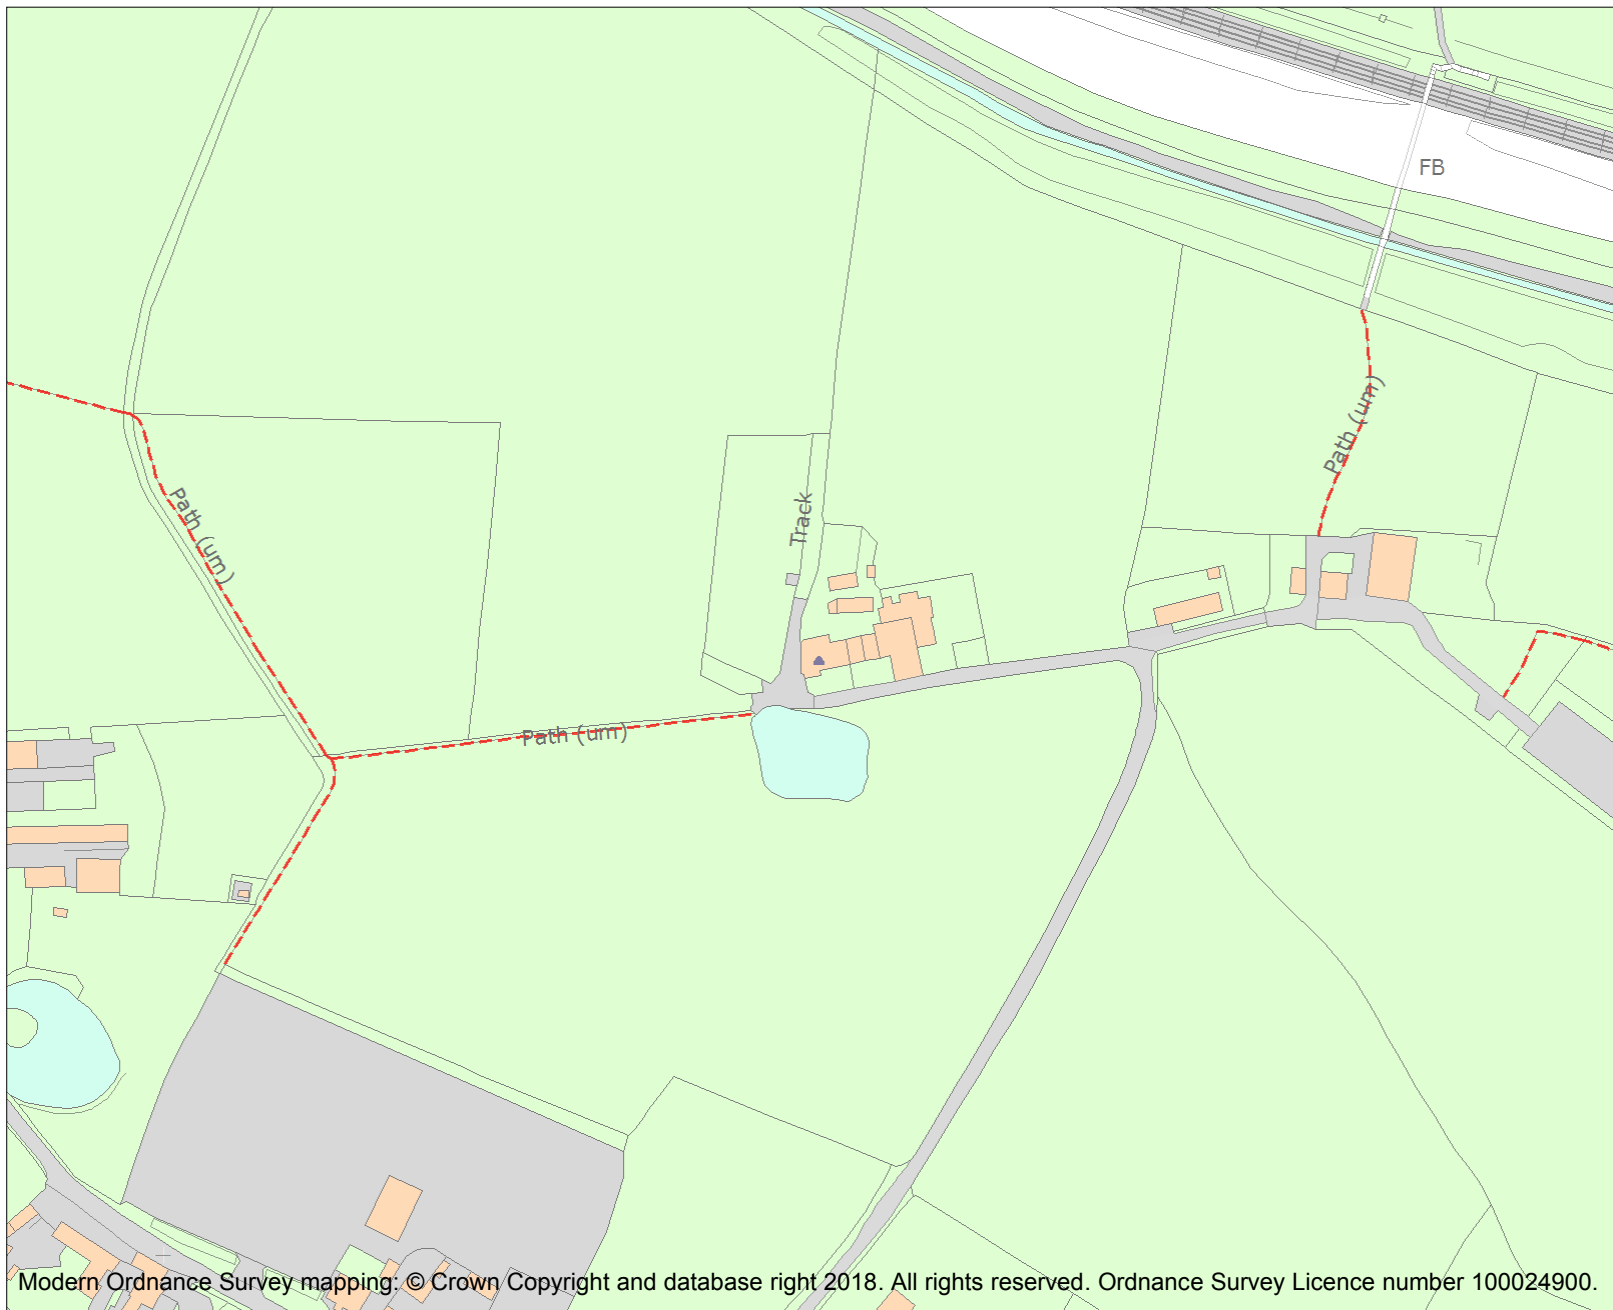 FB
Path (um)
Track
Path (um)
Path (um)
Modern Ordnance Survey mapping: © Crown Copyright and database right 2018. All rights reserved. Ordnance Survey Licence number 100024900.